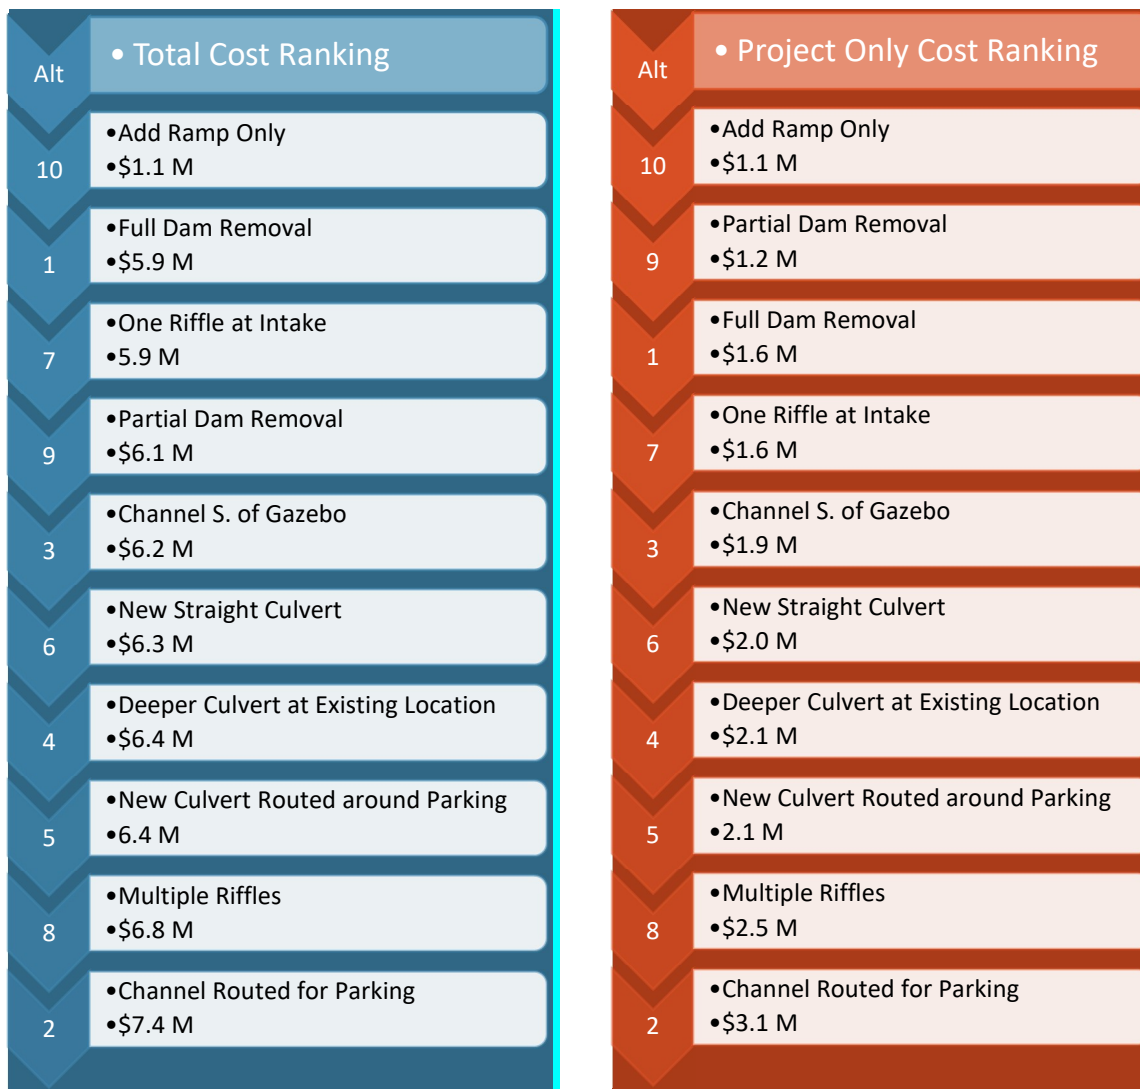 Alt
• Total Cost Ranking
10
•Add Ramp Only
•$1.1 M
1
•Full Dam Removal
•$5.9 M
7
•One Riffle at Intake
•5.9 M
9
•Partial Dam Removal
•$6.1 M
3
•Channel S. of Gazebo
•$6.2 M
6
•New Straight Culvert
•$6.3 M
4
•Deeper Culvert at Existing Location
•$6.4 M
5
•New Culvert Routed around Parking
•6.4 M
8
•Multiple Riffles
•$6.8 M
2
•Channel Routed for Parking
•$7.4 M
Alt
• Project Only Cost Ranking
10
•Add Ramp Only
•$1.1 M
9
•Partial Dam Removal
•$1.2 M
1
•Full Dam Removal
•$1.6 M
7
•One Riffle at Intake
•$1.6 M
3
•Channel S. of Gazebo
•$1.9 M
6
•New Straight Culvert
•$2.0 M
4
•Deeper Culvert at Existing Location
•$2.1 M
5
•New Culvert Routed around Parking
•2.1 M
8
•Multiple Riffles
•$2.5 M
2
•Channel Routed for Parking
•$3.1 M